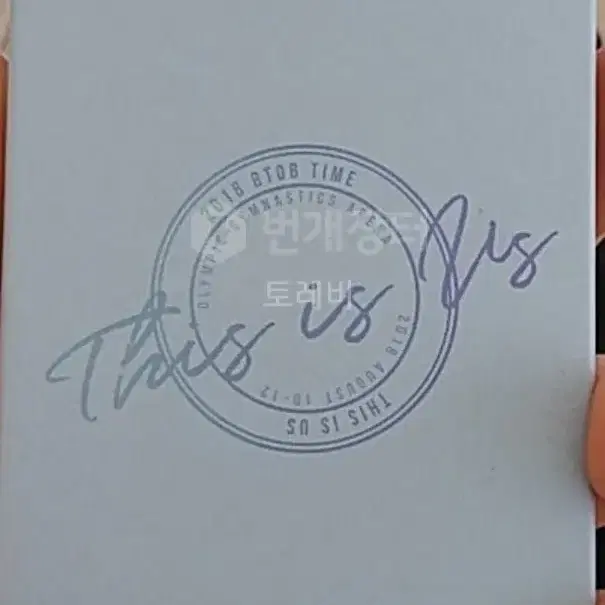 2018 BTOB TIME
OLYMPIC GYMNASTICS ARENA
번개장터
토레비
This is Us
2018 AUGUST 10-12
THIS IS US